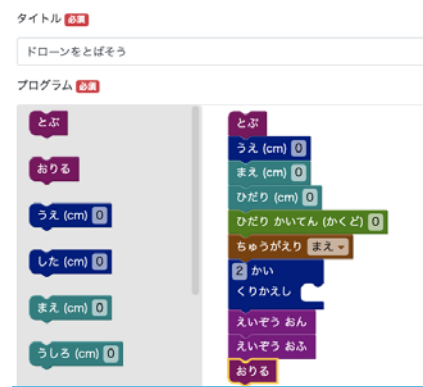 タイトル 必須
ドローンをとばそう
プログラム 必須
とぶ
おりる
うえ (cm) 0
した (cm) 0
まえ (cm) 0
うしろ (cm) 0
とぶ
うえ (cm) 0
まえ (cm) 0
ひだり (cm) 0
ひだり かいてん (かくど) 0
ちゅうがえり まえ
2 かい
くりかえし
えいぞう おん
えいぞう おふ
おりる